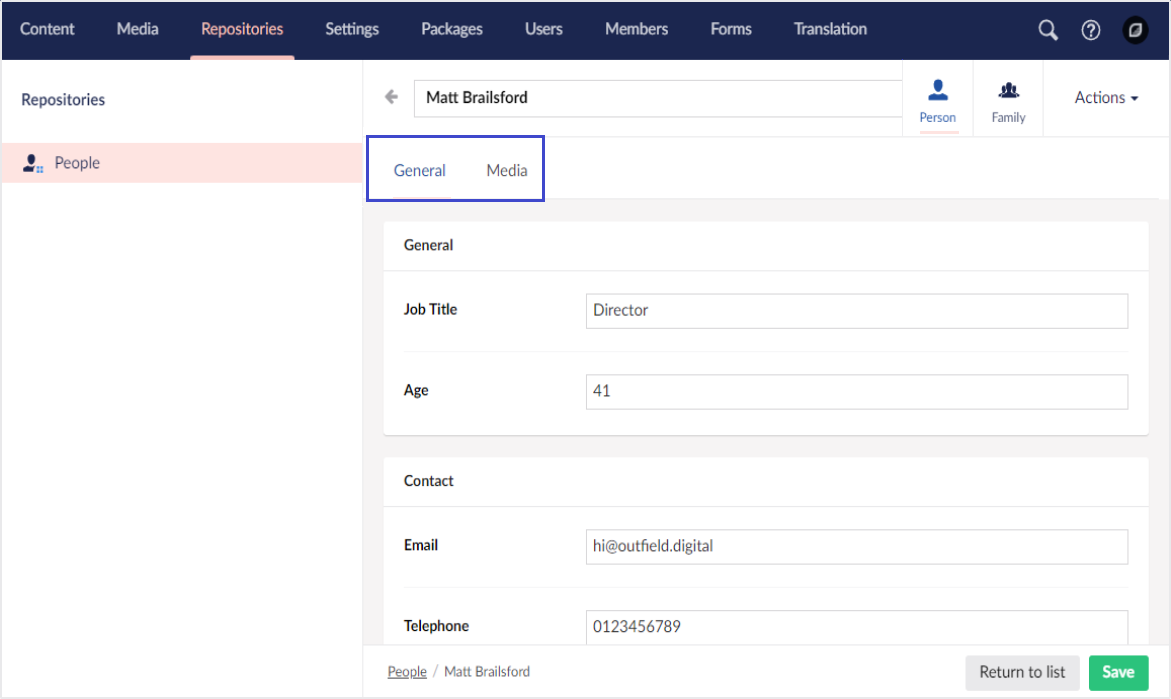 Content Media Repositories Settings Packages Users Members Forms Translation
Repositories
People
Matt Brailsford
Person
Family
Actions
General Media
General
Job Title Director
Age 41
Contact
Email hi@outfield.digital
Telephone 0123456789
People / Matt Brailsford
Return to list
Save